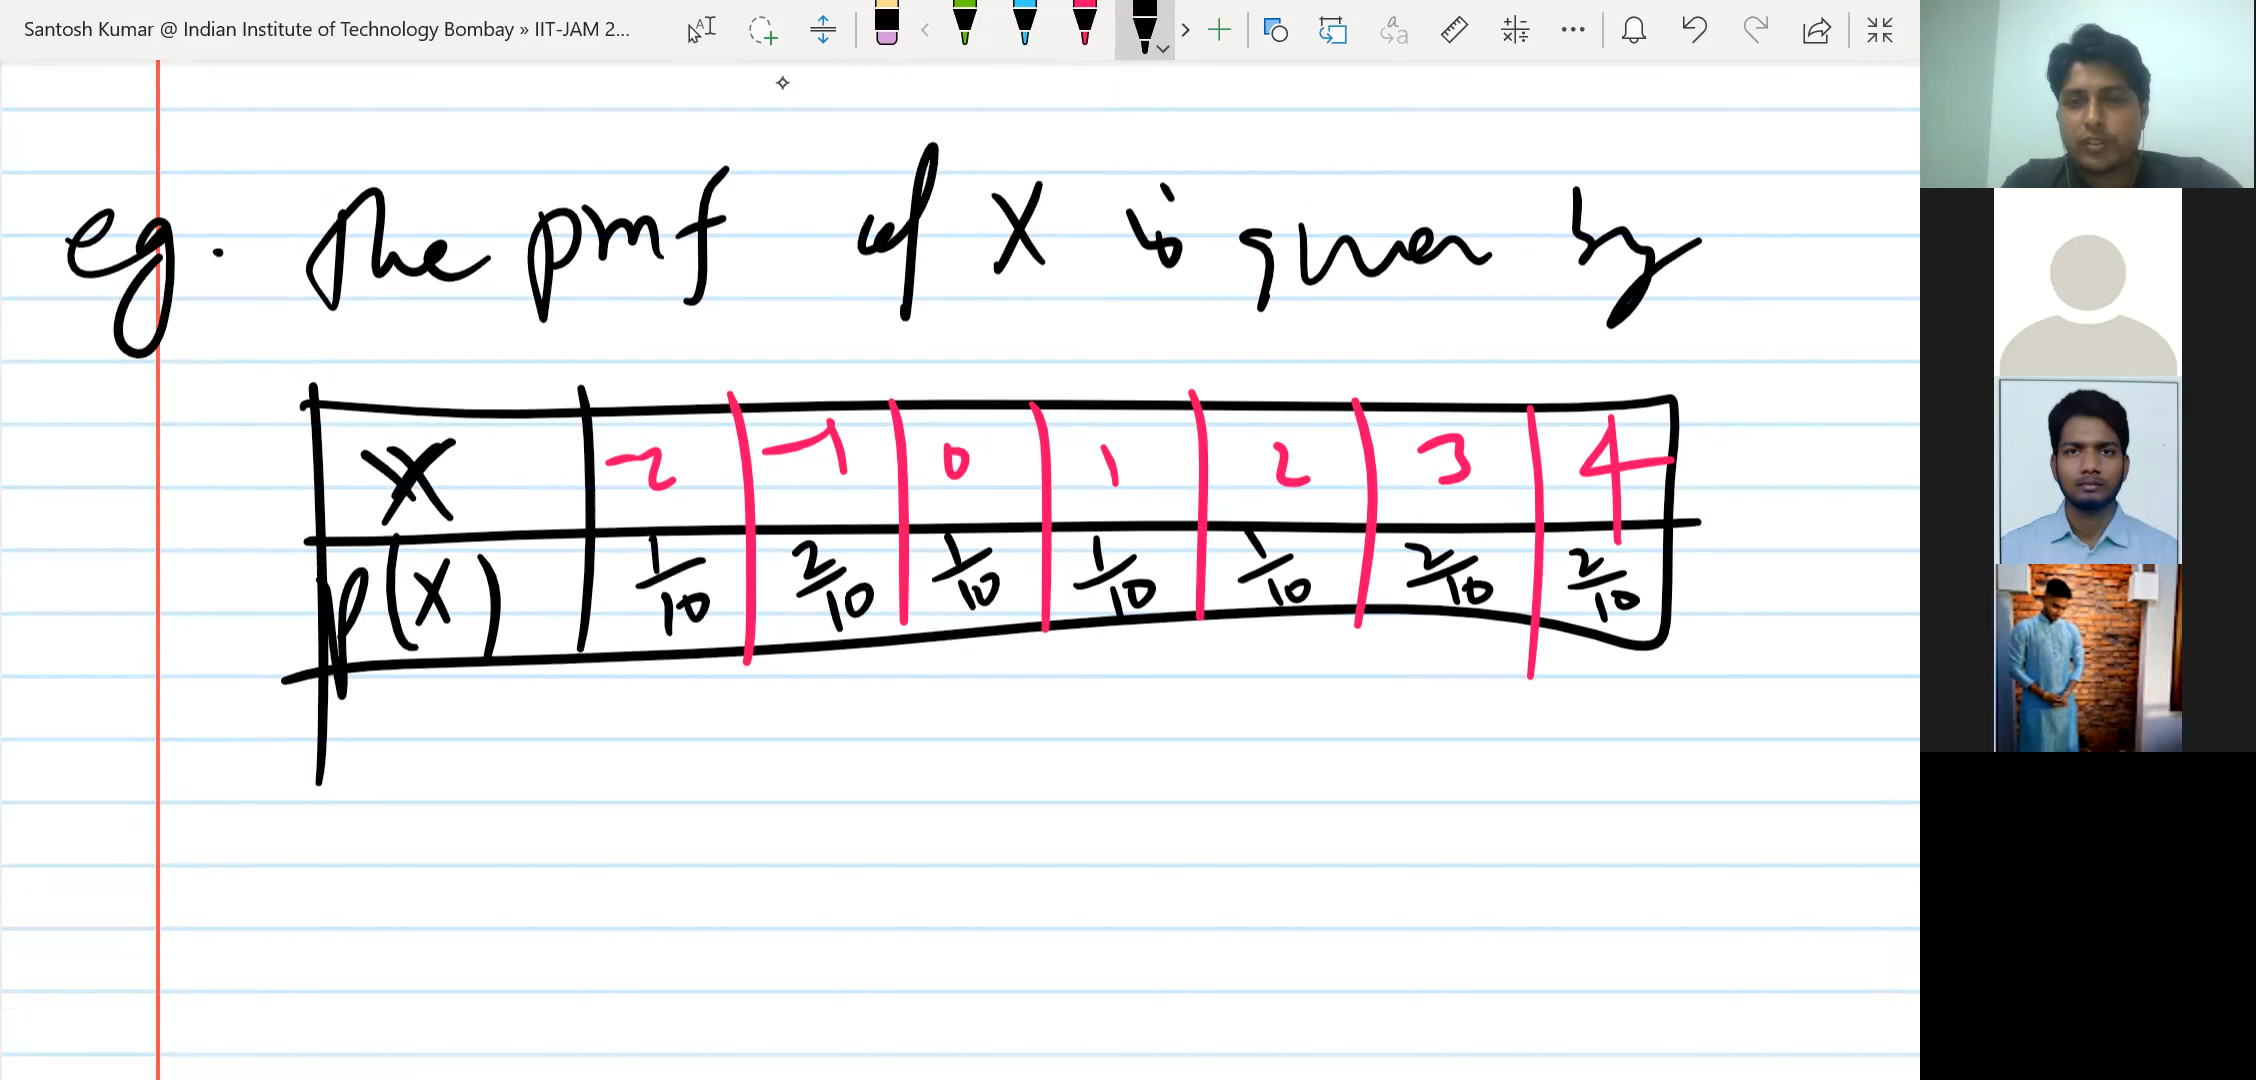 Santosh Kumar @ Indian Institute of Technology Bombay » IIT-JAM 2...
eg. The pmf of X is given by
X -2 -1 0 1 2 3 4
p(X) 1/10 2/10 1/10 1/10 1/10 2/10 2/10